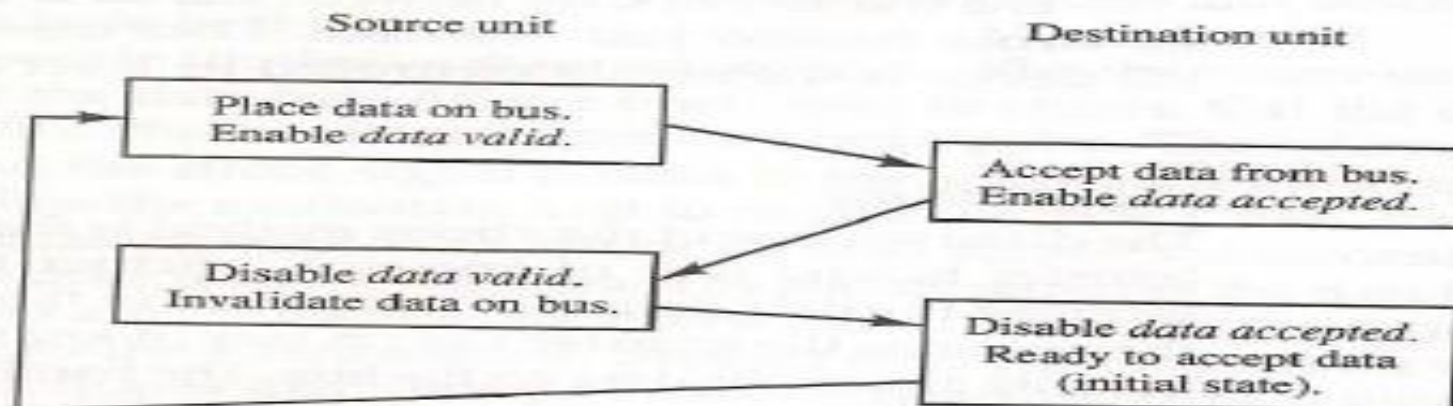 Source unit
Destination unit
Place data on bus.
Enable data valid.
Accept data from bus.
Enable data accepted.
Disable data valid.
Invalidate data on bus.
Disable data accepted.
Ready to accept data
(initial state).